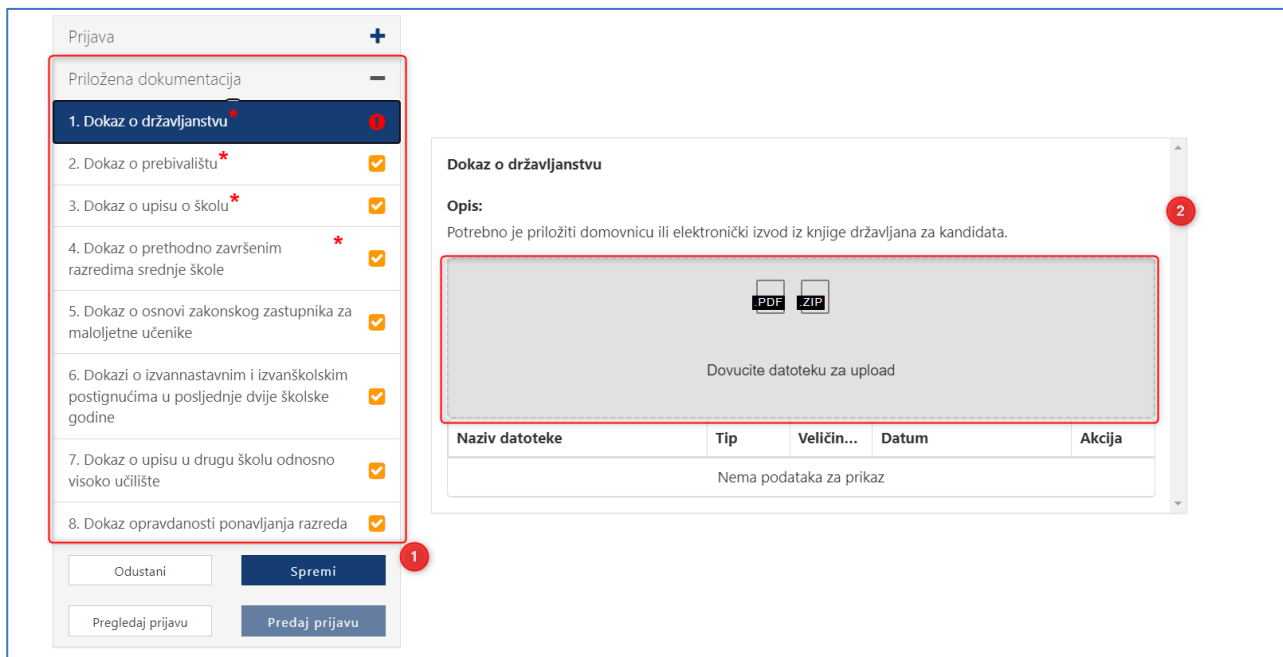 Prijava
Priložena dokumentacija
1. Dokaz o državljanstvu*
2. Dokaz o prebivalištu*
3. Dokaz o upisu o školu*
4. Dokaz o prethodno završenim *
razredima srednje škole
5. Dokaz o osnovi zakonskog zastupnika za
maloljetne učenike
6. Dokazi o izvannastavnim i izvanškolskim
postignućima u posljednje dvije školske
godine
7. Dokaz o upisu u drugu školu odnosno
visoko učilište
8. Dokaz opravdanosti ponavljanja razreda
1
Odustani
Spremi
Pregledaj prijavu
Predaj prijavu
Dokaz o državljanstvu
Opis:
2
Potrebno je priložiti domovnicu ili elektronički izvod iz knjige državljana za kandidata.
.PDF .ZIP
Dovucite datoteku za upload
Naziv datoteke Tip Veličin... Datum Akcija
Nema podataka za prikaz